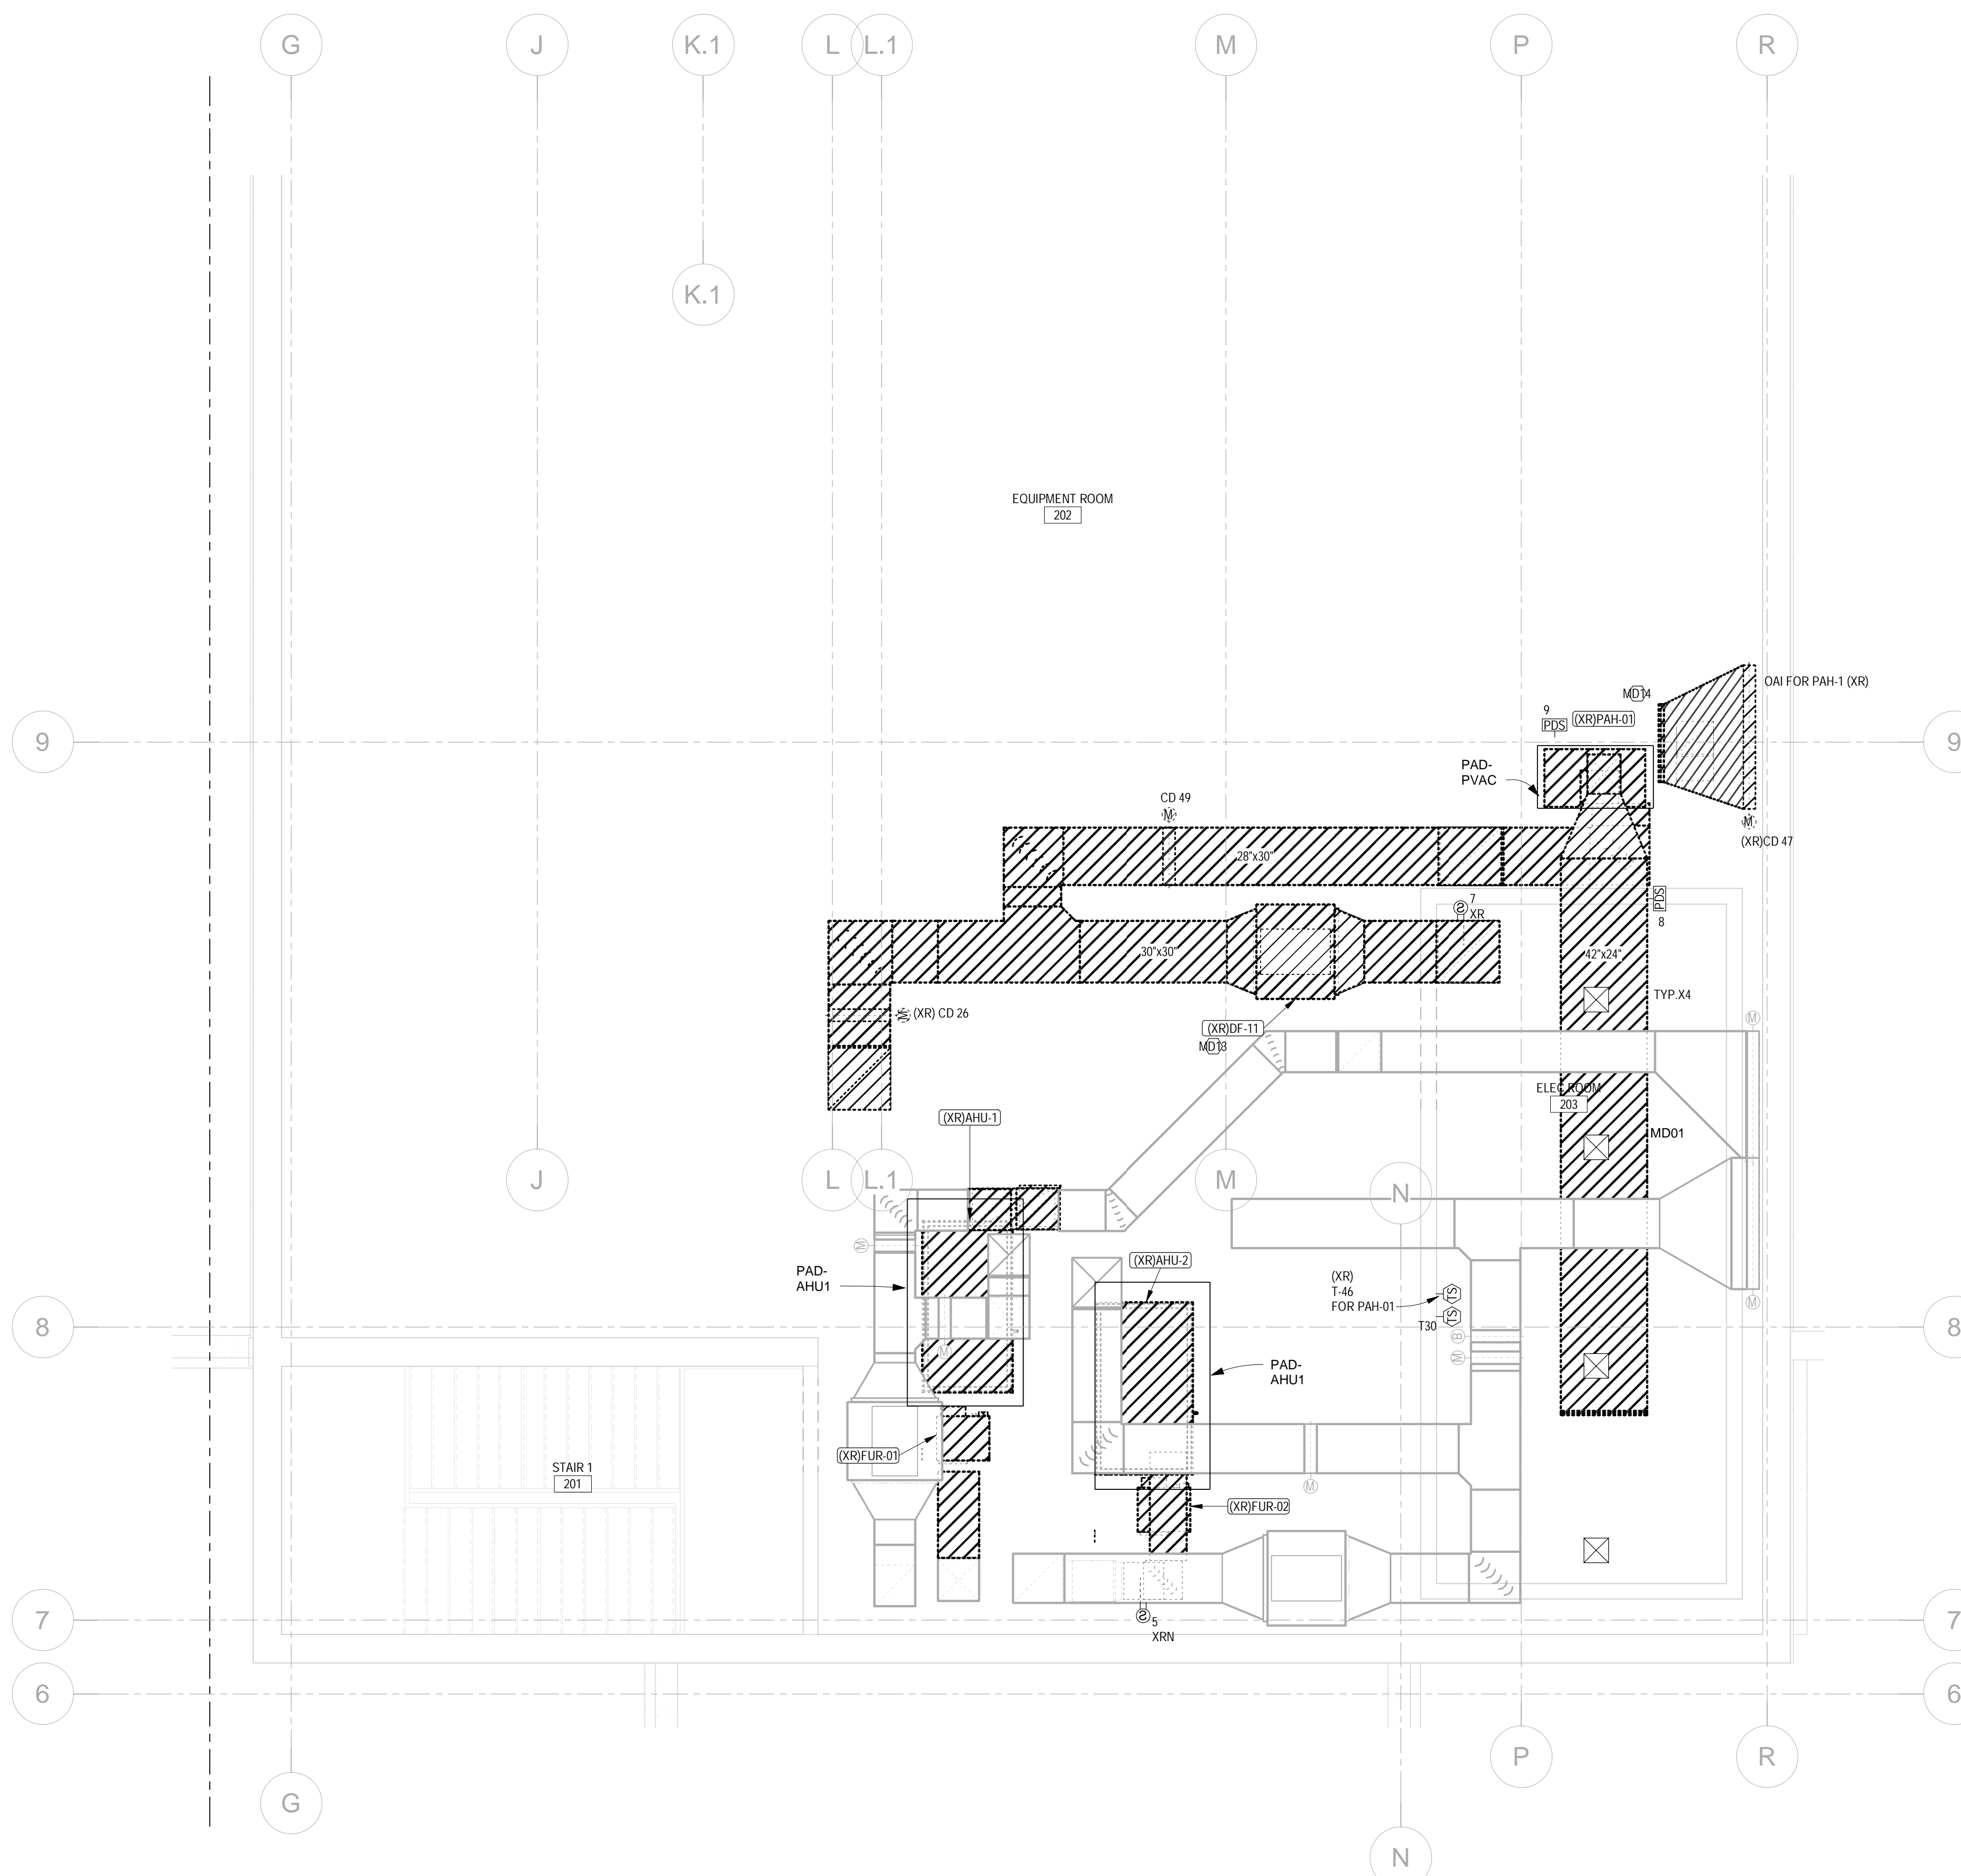 G
J
K.1
L
L.1
M
P
R
K.1
EQUIPMENT ROOM
202
OAI FOR PAH-1 (XR)
MD14
9
PDS
(XR)PAH-01
9
9
PAD-
PVAC
CD 49
M
M
(XR)CD 47
28"x30"
7
XR
S
PDS
8
30"x30"
42"x24"
TYP.X4
M
(XR) CD 26
(XR)DF-11
MD13
M
ELEC ROOM
203
(XR)AHU-1
MD01
J
L
L.1
M
N
M
(XR)AHU-2
PAD-
AHU1
(XR)
T-46
FOR PAH-01
TS
TS
T30
M
8
8
B
M
M
PAD-
AHU1
(XR)FUR-01
STAIR 1
201
M
(XR)FUR-02
S
5
XRN
7
7
6
6
P
R
G
N